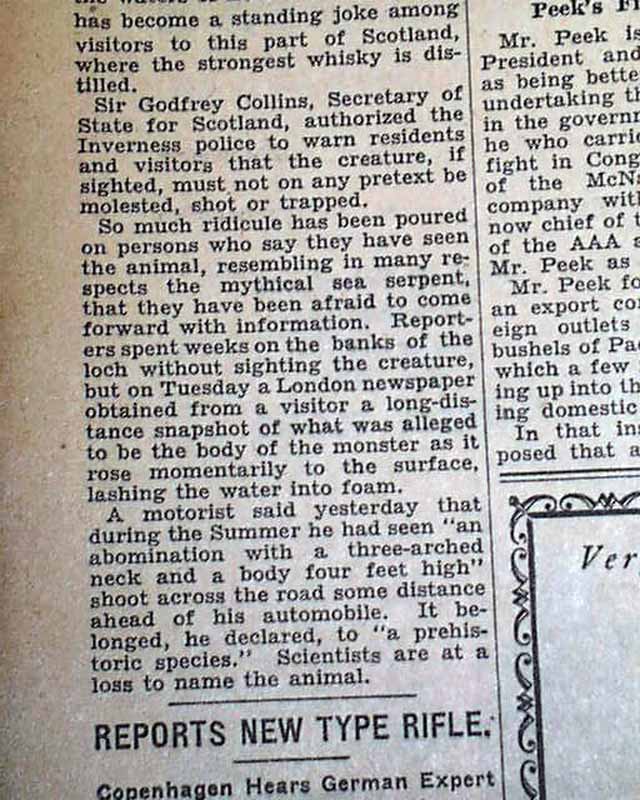 has become a standing joke among
visitors to this part of Scotland,
where the strongest whisky is dis-
tilled.
Sir Godfrey Collins, Secretary of
State for Scotland, authorized the
Inverness police to warn residents
and visitors that the creature, if
sighted, must not on any pretext be
molested, shot or trapped.
So much ridicule has been poured
on persons who say they have seen
the animal, resembling in many re-
spects the mythical sea serpent,
that they have been afraid to come
forward with information. Report-
ers spent weeks on the banks of the
loch without sighting the creature,
but on Tuesday a London newspaper
obtained from a visitor a long-dis-
tance snapshot of what was alleged
to be the body of the monster as it
rose momentarily to the surface,
lashing the water into foam.
A motorist said yesterday that
during the Summer he had seen "an
abomination with a three-arched
neck and a body four feet high"
shoot across the road some distance
ahead of his automobile. It be-
longed, he declared, to "a prehis-
toric species." Scientists are at a
loss to name the animal.
REPORTS NEW TYPE RIFLE.
Copenhagen Hears German Expert
Peek's
Mr. Peek is
President and
as being bette
undertaking th
in the governm
he who carrie
fight in Cong
of the McNa
company with
now chief of t
of the AAA a
Mr. Peek as
Mr. Peek fo
an export co
eign outlets
bushels of Pac
which a few
ing up into th
ing domestic
In that ins
posed that a
Ver